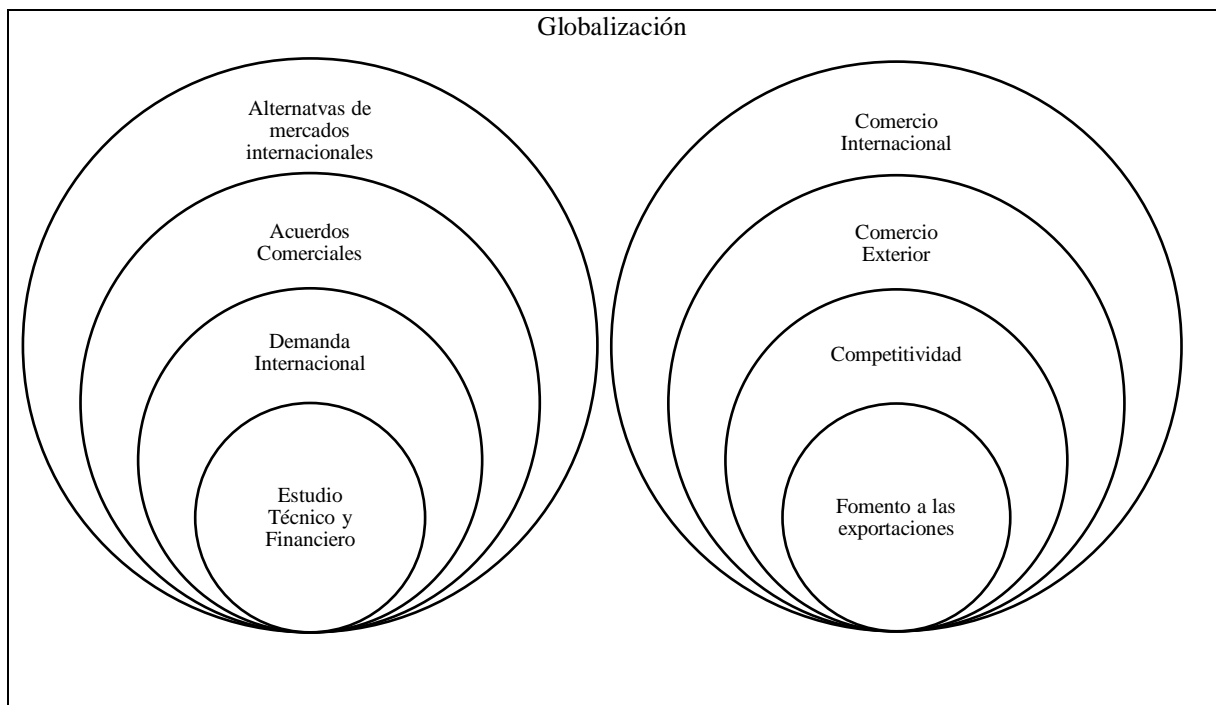 Globalización
Alternatvas de
mercados
internacionales
Acuerdos
Comerciales
Demanda
Internacional
Estudio
Técnico y
Financiero
Comercio
Internacional
Comercio
Exterior
Competitividad
Fomento a las
exportaciones